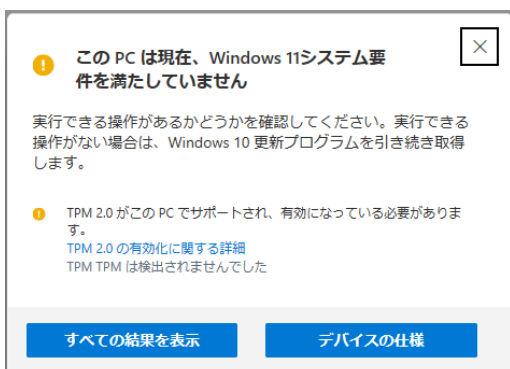 この PC は現在、Windows 11システム要
件を満たしていません
実行できる操作があるかどうかを確認してください。実行できる
操作がない場合は、Windows 10 更新プログラムを引き続き取得
します。
TPM 2.0 がこの PC でサポートされ、有効になっている必要がありま
す。
TPM 2.0 の有効化に関する詳細
TPM TPM は検出されませんでした
すべての結果を表示
デバイスの仕様